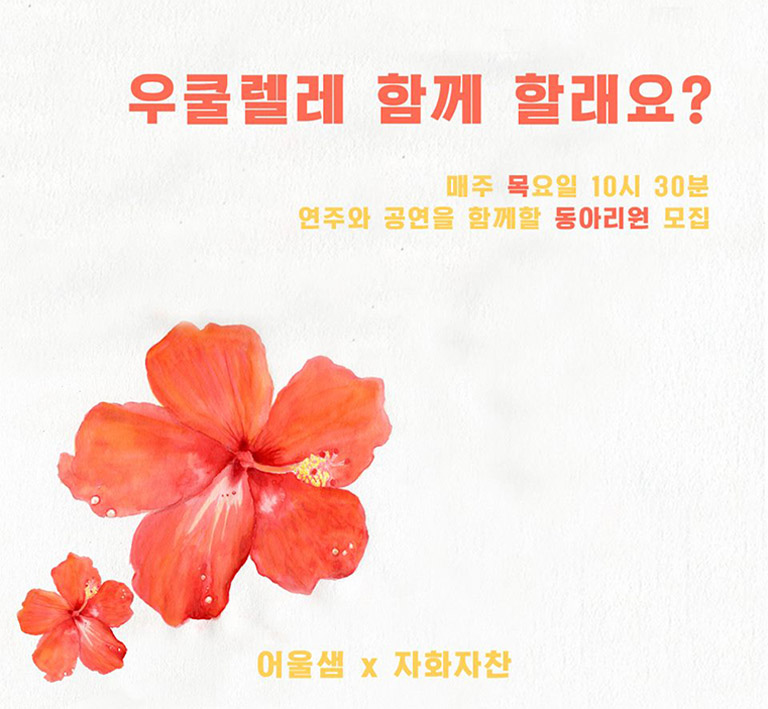 우쿨렐레 함께 할래요?
매주 목요일 10시 30분
연주와 공연을 함께할 동아리원 모집
어울샘 x 자화자찬